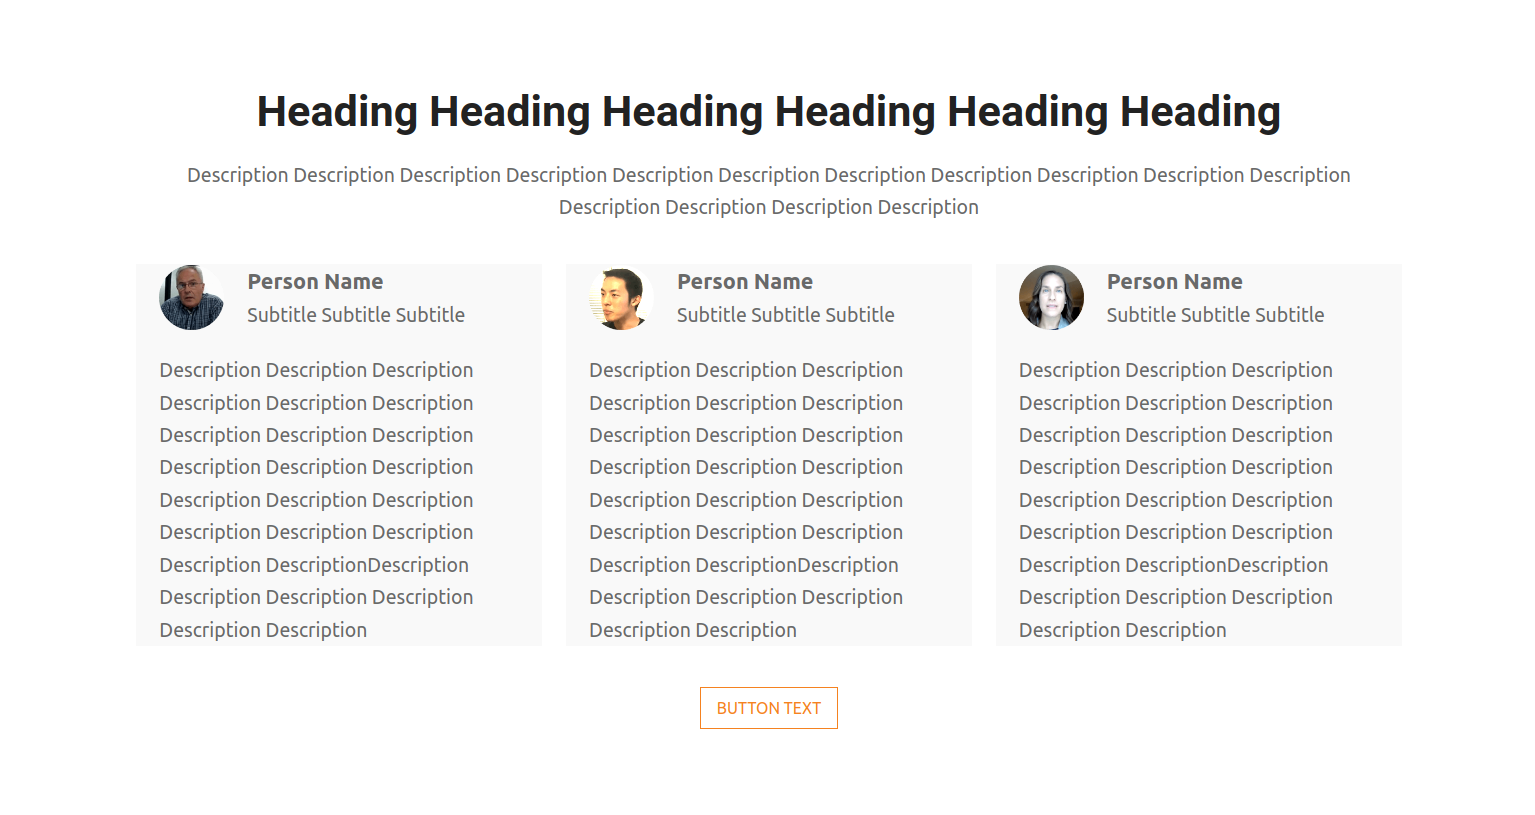 Heading Heading Heading Heading Heading Heading
Description Description Description Description Description Description Description Description Description Description Description
Description Description Description Description
Person Name
Subtitle Subtitle Subtitle
Description Description Description
Description Description Description
Description Description Description
Description Description Description
Description Description Description
Description Description Description
Description DescriptionDescription
Description Description Description
Description Description
Person Name
Subtitle Subtitle Subtitle
Description Description Description
Description Description Description
Description Description Description
Description Description Description
Description Description Description
Description Description Description
Description DescriptionDescription
Description Description Description
Description Description
Person Name
Subtitle Subtitle Subtitle
Description Description Description
Description Description Description
Description Description Description
Description Description Description
Description Description Description
Description Description Description
Description DescriptionDescription
Description Description Description
Description Description
BUTTON TEXT